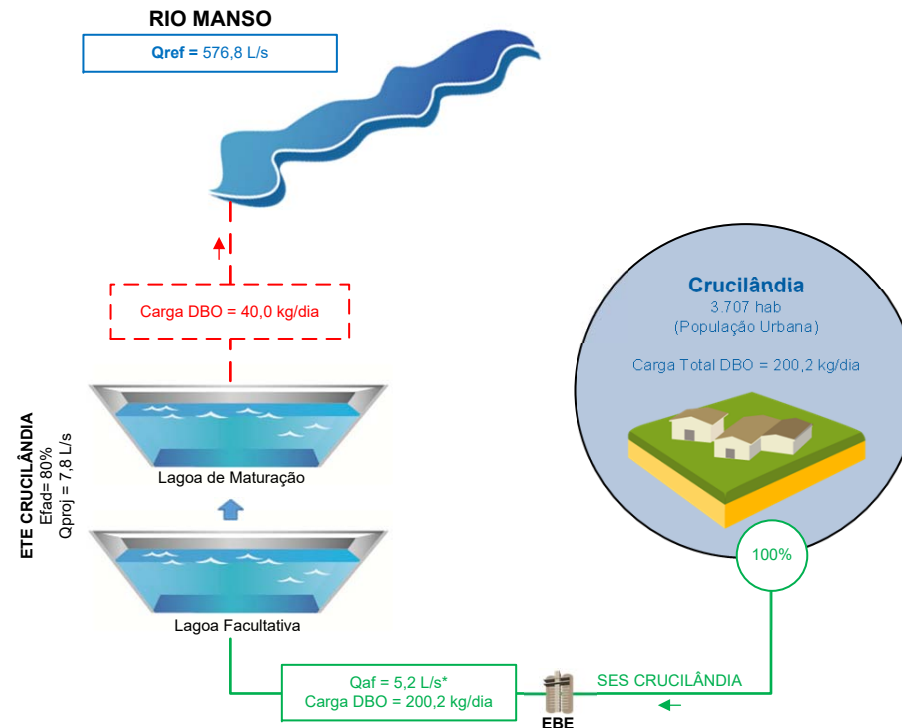 RIO MANSO
Qref = 576,8 L/s
Carga DBO = 40,0 kg/dia
Crucilândia
3.707 hab
(População Urbana)
Carga Total DBO = 200,2 kg/dia
ETE CRUCILÂNDIA
Efad= 80%
Qproj = 7,8 L/s
Lagoa de Maturação
Lagoa Facultativa
100%
Qaf = 5,2 L/s*
Carga DBO = 200,2 kg/dia
SES CRUCILÂNDIA
EBE